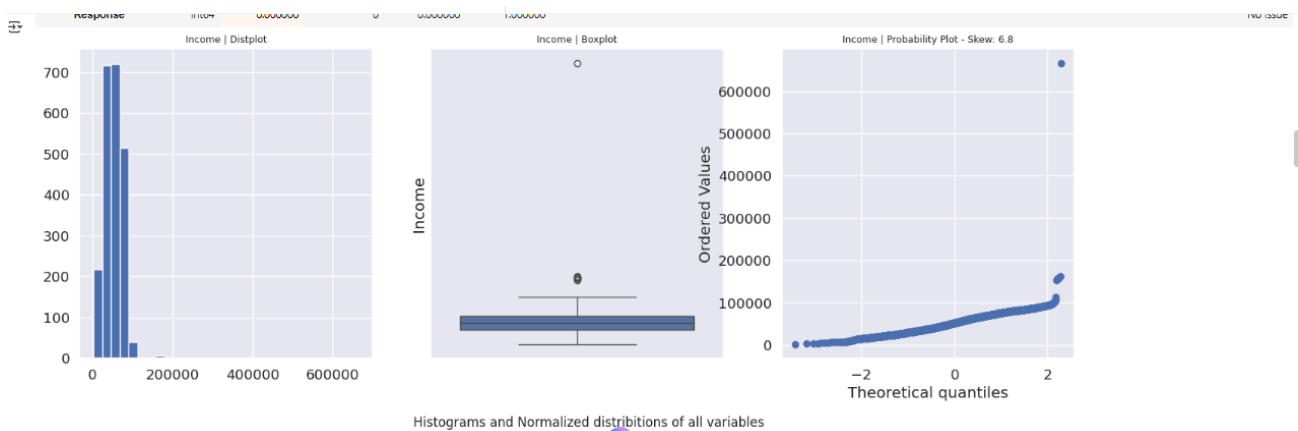 Response int64 0.000000 0 0.000000 1.000000 No issue
Income | Distplot
Income | Boxplot
Income | Probability Plot - Skew: 6.8
700
600
500
400
300
200
100
0
0 200000 400000 600000
Income
Ordered Values
600000
500000
400000
300000
200000
100000
0
−2 0 2
Theoretical quantiles
Histograms and Normalized distribitions of all variables